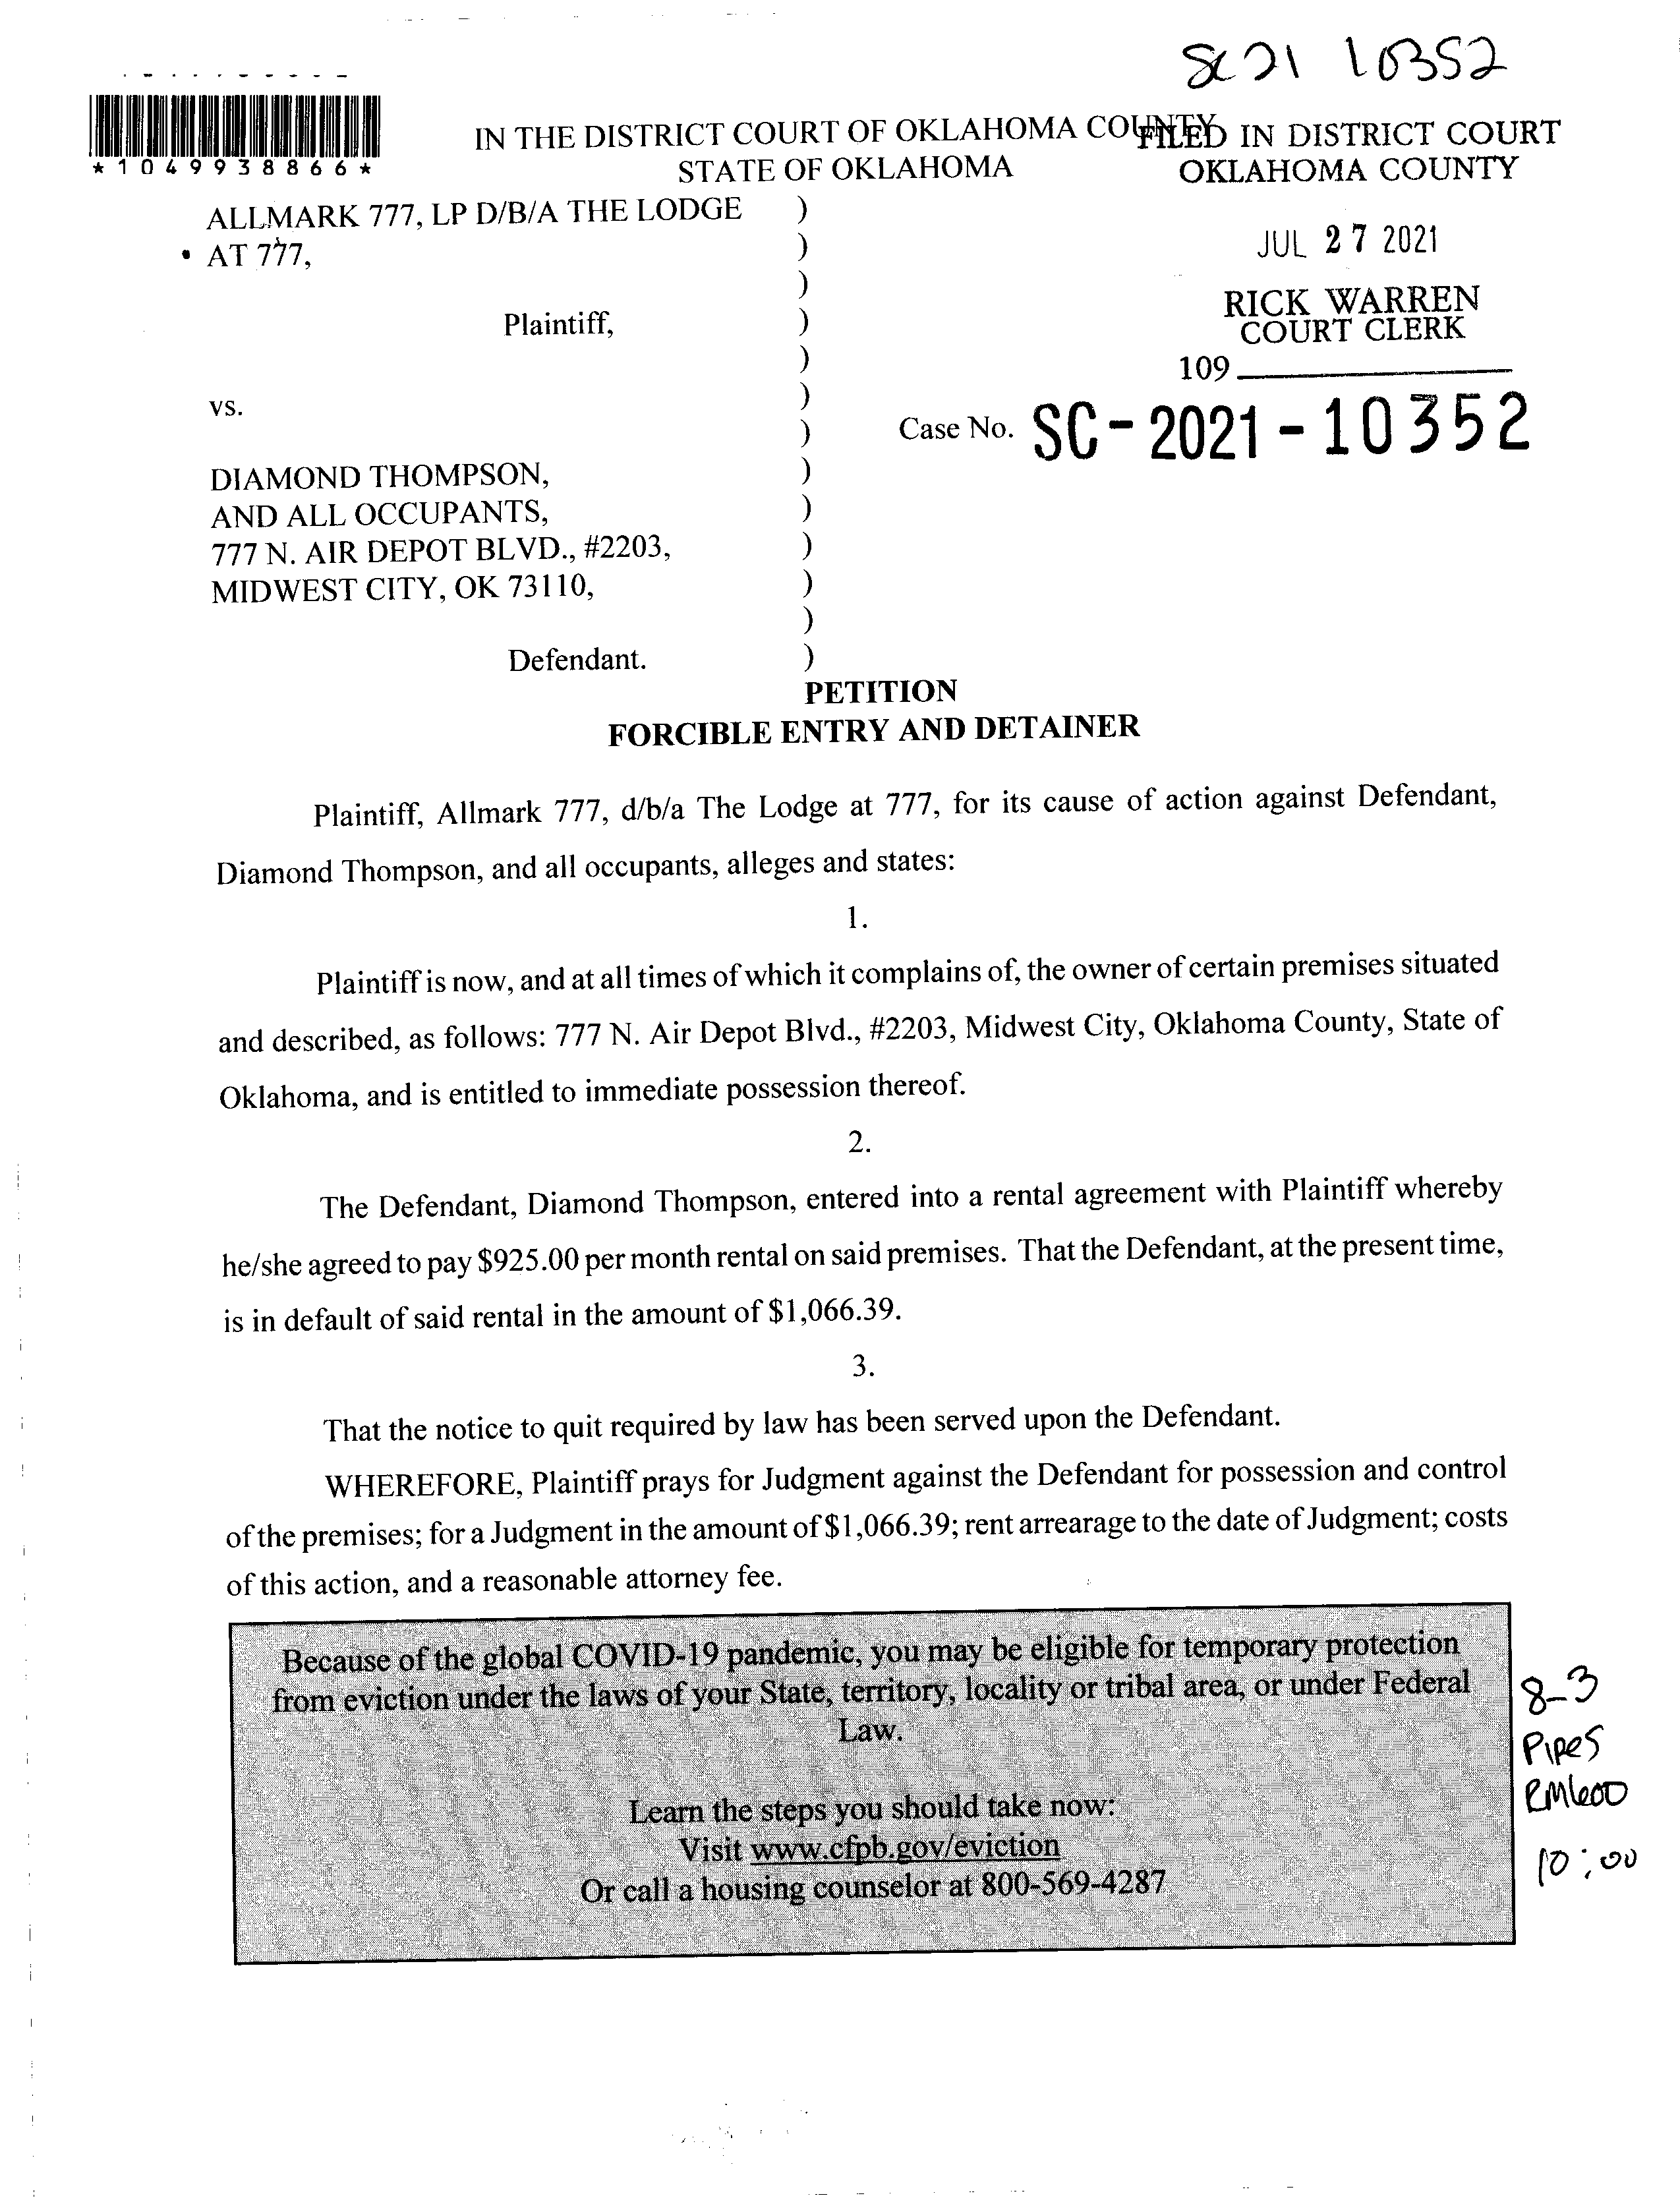 SC21 10352
*1049938866*
IN THE DISTRICT COURT OF OKLAHOMA COUNTY
STATE OF OKLAHOMA
FILED IN DISTRICT COURT
OKLAHOMA COUNTY
JUL 27 2021
RICK WARREN
COURT CLERK
109
ALLMARK 777, LP D/B/A THE LODGE )
AT 777, )
)
Plaintiff, )
)
vs. )
) Case No. SC-2021-10352
DIAMOND THOMPSON, )
AND ALL OCCUPANTS, )
777 N. AIR DEPOT BLVD., #2203, )
MIDWEST CITY, OK 73110, )
)
Defendant. )
PETITION
FORCIBLE ENTRY AND DETAINER
Plaintiff, Allmark 777, d/b/a The Lodge at 777, for its cause of action against Defendant,
Diamond Thompson, and all occupants, alleges and states:
1.
Plaintiff is now, and at all times of which it complains of, the owner of certain premises situated
and described, as follows: 777 N. Air Depot Blvd., #2203, Midwest City, Oklahoma County, State of
Oklahoma, and is entitled to immediate possession thereof.
2.
The Defendant, Diamond Thompson, entered into a rental agreement with Plaintiff whereby
he/she agreed to pay $925.00 per month rental on said premises. That the Defendant, at the present time,
is in default of said rental in the amount of $1,066.39.
3.
That the notice to quit required by law has been served upon the Defendant.
WHEREFORE, Plaintiff prays for Judgment against the Defendant for possession and control
of the premises; for a Judgment in the amount of $1,066.39; rent arrearage to the date of Judgment; costs
of this action, and a reasonable attorney fee.
Because of the global COVID-19 pandemic, you may be eligible for temporary protection
from eviction under the laws of your State, territory, locality or tribal area, or under Federal
Law.
Learn the steps you should take now:
Visit www.cfpb.gov/eviction
Or call a housing counselor at 800-569-4287
8-3
Pipes
10:00